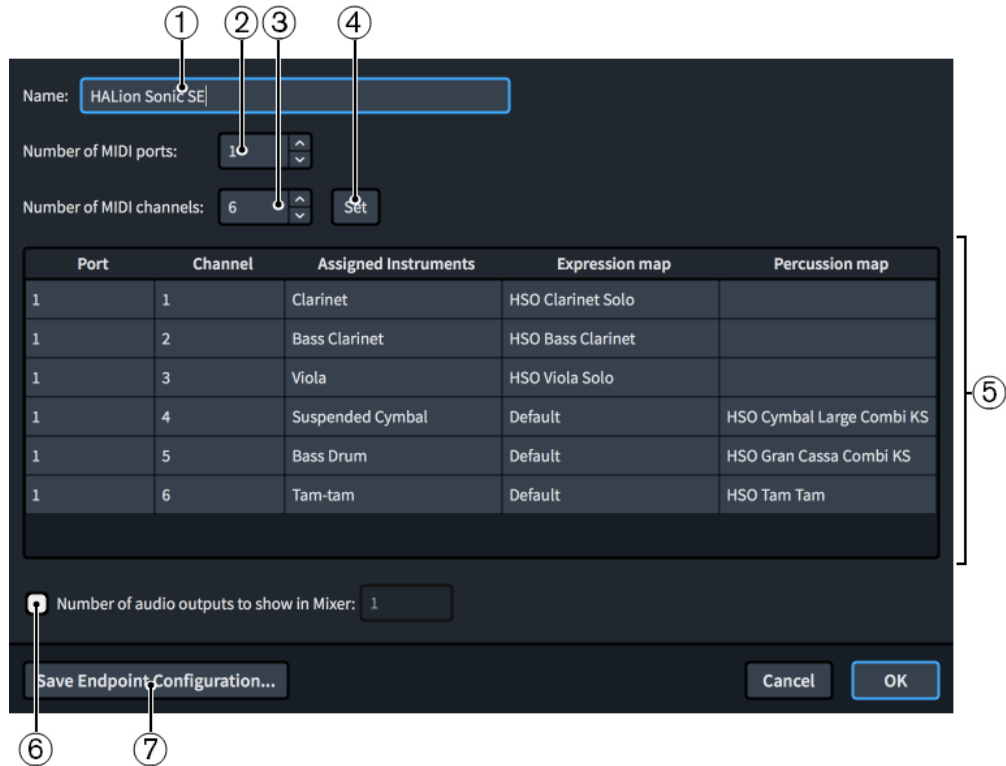 ① ② ③ ④
Name: HALion Sonic SE
Number of MIDI ports: 1
Number of MIDI channels: 6 Set
Port Channel Assigned Instruments Expression map Percussion map
1 1 Clarinet HSO Clarinet Solo
1 2 Bass Clarinet HSO Bass Clarinet
1 3 Viola HSO Viola Solo
⑤
1 4 Suspended Cymbal Default HSO Cymbal Large Combi KS
1 5 Bass Drum Default HSO Gran Cassa Combi KS
1 6 Tam-tam Default HSO Tam Tam
Number of audio outputs to show in Mixer: 1
Save Endpoint Configuration... Cancel OK
⑥ ⑦